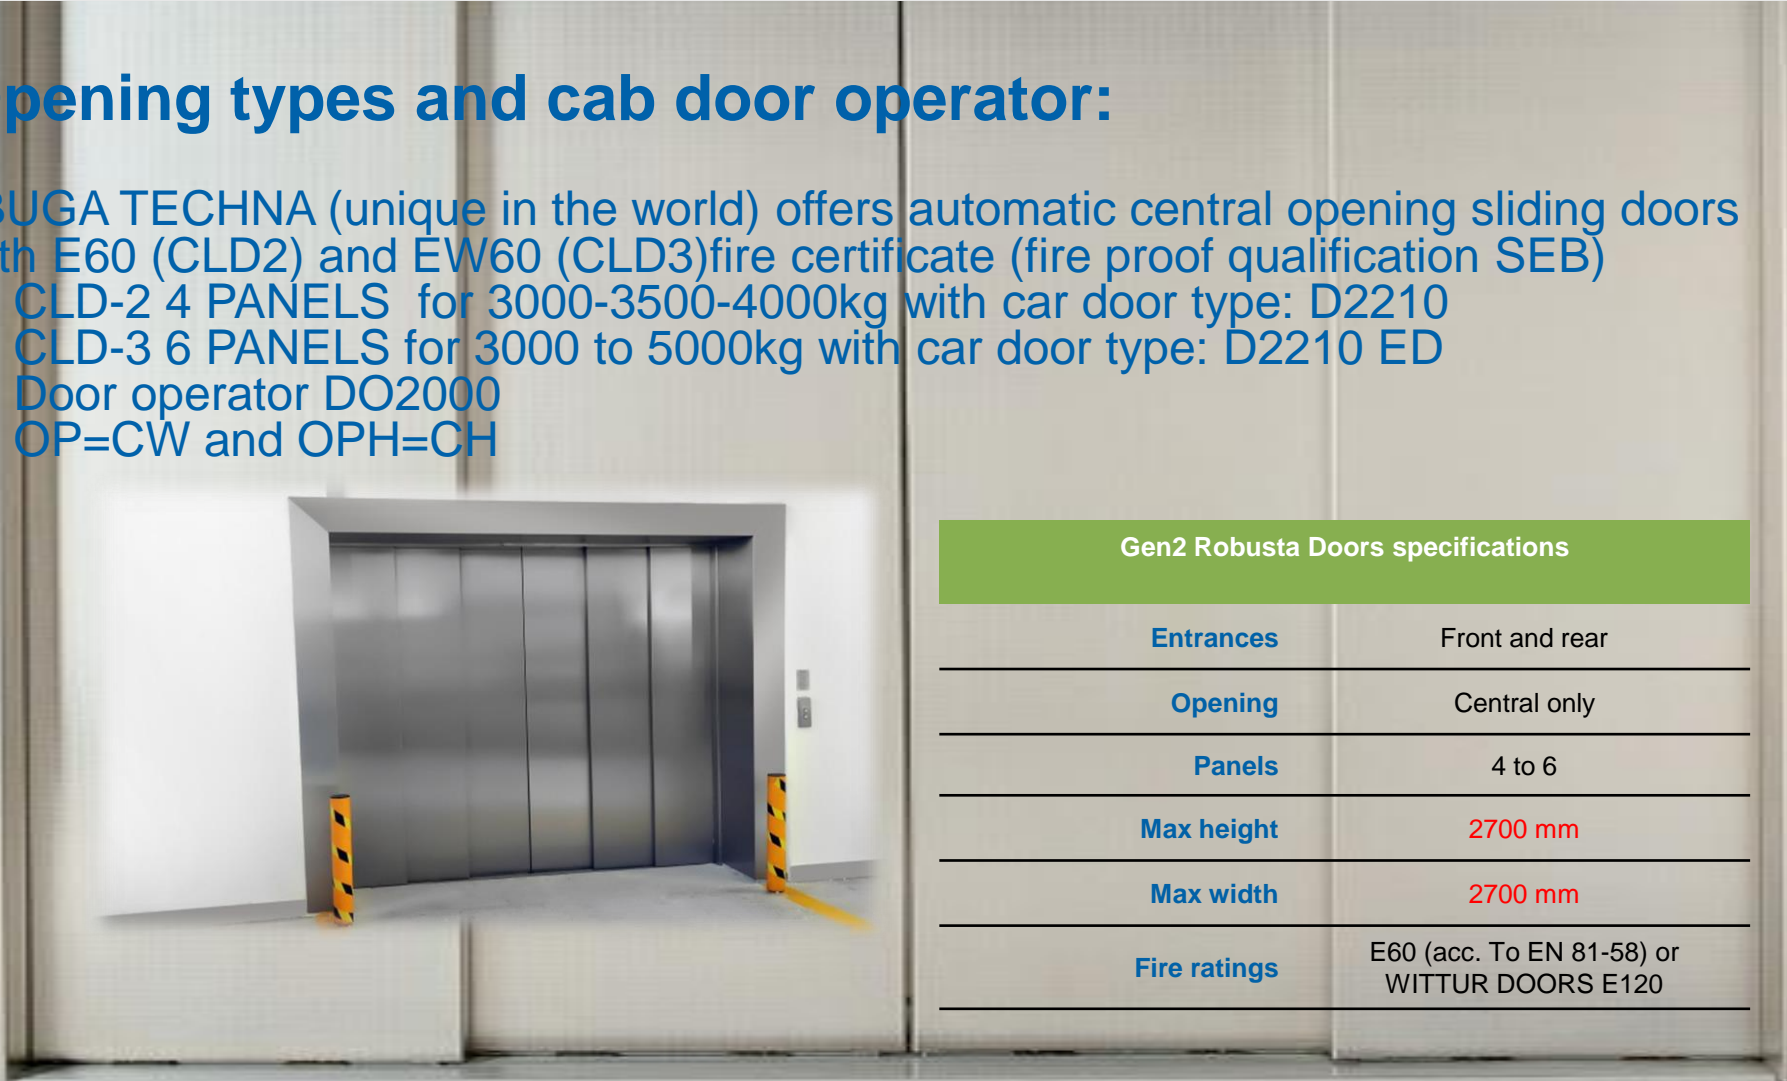 pening types and cab door operator:
BUGA TECHNA (unique in the world) offers automatic central opening sliding doors
th E60 (CLD2) and EW60 (CLD3)fire certificate (fire proof qualification SEB)
CLD-2 4 PANELS for 3000-3500-4000kg with car door type: D2210
CLD-3 6 PANELS for 3000 to 5000kg with car door type: D2210 ED
Door operator DO2000
OP=CW and OPH=CH
Gen2 Robusta Doors specifications
Entrances Front and rear
Opening Central only
Panels 4 to 6
Max height 2700 mm
Max width 2700 mm
Fire ratings E60 (acc. To EN 81-58) or
WITTUR DOORS E120